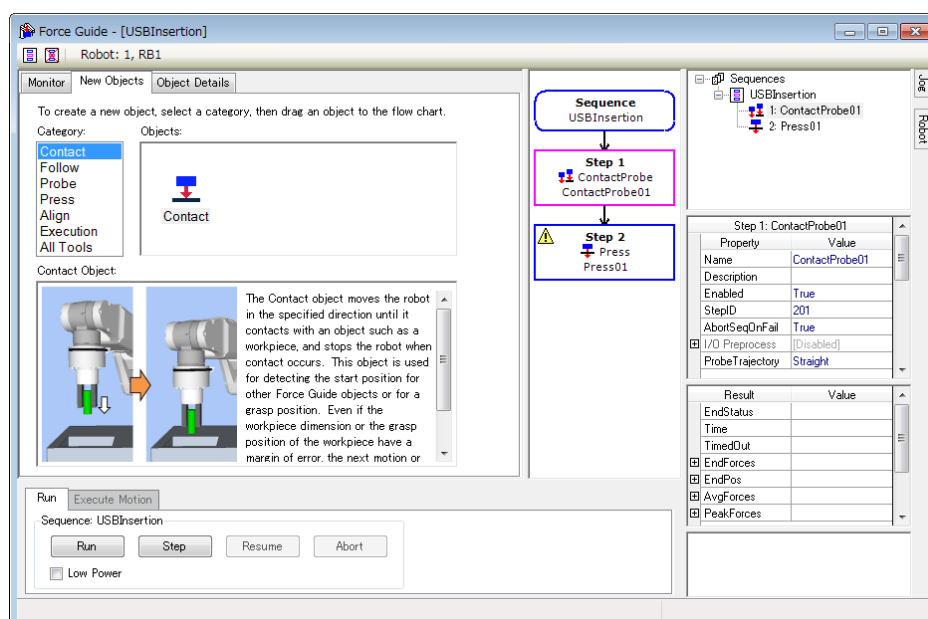 Force Guide - [USBInsertion]
Robot: 1, RB1
Monitor
New Objects
Object Details
To create a new object, select a category, then drag an object to the flow chart.
Category:
Objects:
Contact
Follow
Probe
Press
Align
Execution
All Tools
Contact
Contact Object:
The Contact object moves the robot
in the specified direction until it
contacts with an object such as a
workpiece, and stops the robot when
contact occurs. This object is used
for detecting the start position for
other Force Guide objects or for a
grasp position. Even if the
workpiece dimension or the grasp
position of the workpiece have a
margin of error, the next motion or
Sequence
USBInsertion
Step 1
ContactProbe
ContactProbe01
Step 2
Press
Press01
Sequences
USBInsertion
1: ContactProbe01
2: Press01
Jog
Robot
Step 1: ContactProbe01
Property Value
Name ContactProbe01
Description
Enabled True
StepID 201
AbortSeqOnFail True
I/O Preprocess [Disabled]
ProbeTrajectory Straight
Result Value
EndStatus
Time
TimedOut
EndForces
EndPos
AvgForces
PeakForces
Run
Execute Motion
Sequence: USBInsertion
Run
Step
Resume
Abort
Low Power